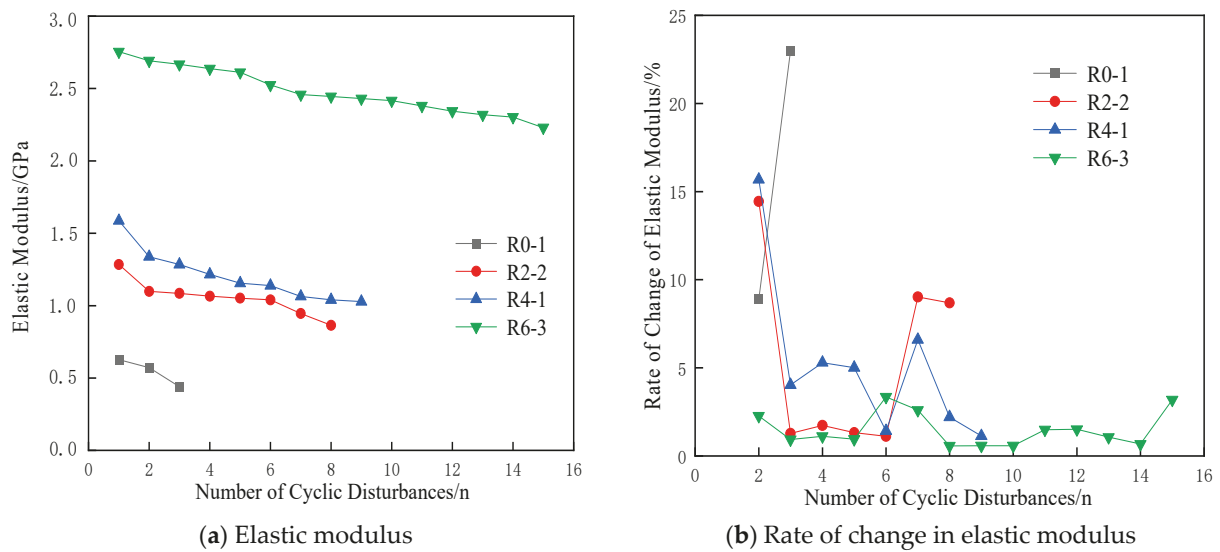 3.0
2.5
2.0
1.5
1.0
0.5
0.0
Elastic Modulus/GPa
R0-1
R2-2
R4-1
R6-3
0 2 4 6 8 10 12 14 16
Number of Cyclic Disturbances/n
(a) Elastic modulus
25
20
15
10
5
0
Rate of Change of Elastic Modulus/%
R0-1
R2-2
R4-1
R6-3
0 2 4 6 8 10 12 14 16
Number of Cyclic Disturbances/n
(b) Rate of change in elastic modulus